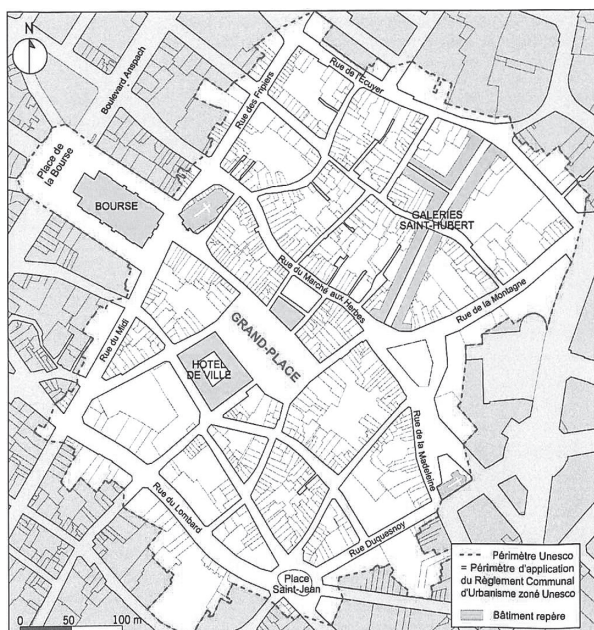 N
Boulevard Anspach
Rue des Fripiers
Rue de l'Écuyer
Place de
la Bourse
BOURSE
GALERIES
SAINT-HUBERT
Rue du Marché aux Herbes
Rue de la Montagne
GRAND-PLACE
Rue du Midi
HÔTEL
DE VILLE
Rue de la Madeleine
Rue du Lombard
Rue Duquesnoy
Place
Saint-Jean
Périmètre Unesco
= Périmètre d'application
du Règlement Communal
d'Urbanisme zoné Unesco
Bâtiment repère
0 50 100 m